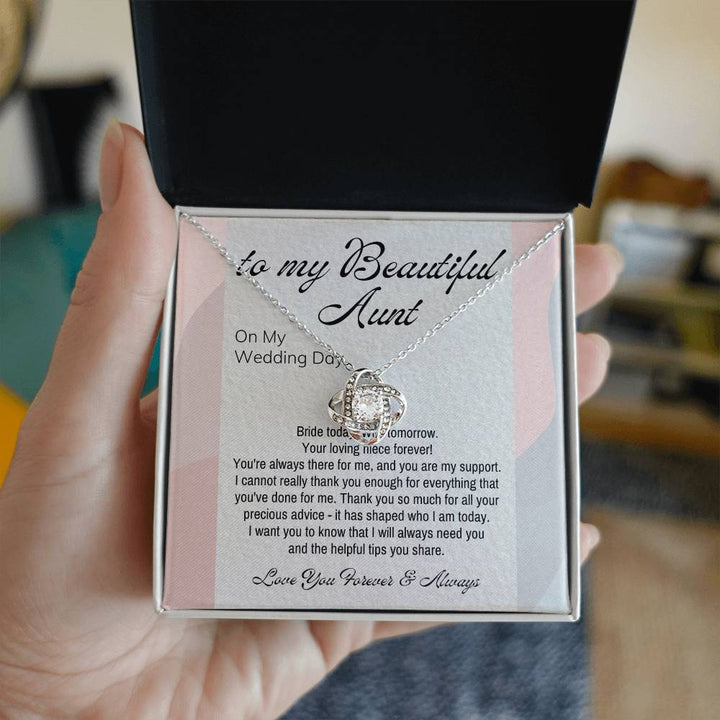 to my Beautiful
Aunt
On My
Wedding Day
Bride today tomorrow.
Your loving niece forever!
You're always there for me, and you are my support.
I cannot really thank you enough for everything that
you've done for me. Thank you so much for all your
precious advice - it has shaped who I am today.
I want you to know that I will always need you
and the helpful tips you share.
Love You Forever & Always